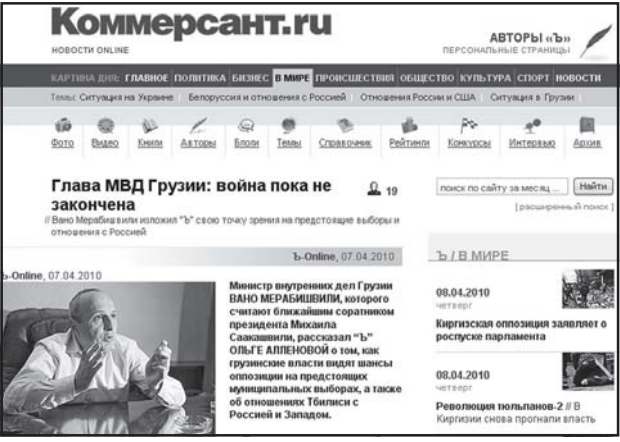 Коммерсант.ru
НОВОСТИ ONLINE
АВТОРЫ «Ъ»
ПЕРСОНАЛЬНЫЕ СТРАНИЦЫ
КАРТИНА ДНЯ: ГЛАВНОЕ ПОЛИТИКА БИЗНЕС В МИРЕ ПРОИСШЕСТВИЯ ОБЩЕСТВО КУЛЬТУРА СПОРТ НОВОСТИ
Темы: Ситуация на Украине | Белоруссия и отношения с Россией | Отношения России и США | Ситуация в Грузии |
Фото Видео Книги Авторы Блоги Темы Справочник Рейтинги Конкурсы Интервью Архив
Глава МВД Грузии: война пока не
закончена
19
// Вано Мерабишвили изложил "Ъ" свою точку зрения на предстоящие выборы и
отношения с Россией
поиск по сайту за месяц ... Найти
[расширенный поиск]
Ъ-Online, 07.04.2010
Ъ-Online, 07.04.2010
Министр внутренних дел Грузии
ВАНО МЕРАБИШВИЛИ, которого
считают ближайшим соратником
президента Михаила
Саакашвили, рассказал "Ъ"
ОЛЬГЕ АЛЛЕНОВОЙ о том, как
грузинские власти видят шансы
оппозиции на предстоящих
муниципальных выборах, а также
об отношениях Тбилиси с
Россией и Западом.
Ъ / В МИРЕ
08.04.2010
четверг
Киргизская оппозиция заявляет о
роспуске парламента
08.04.2010
четверг
Революция тюльпанов-2 // В
Киргизии снова прогнали власть